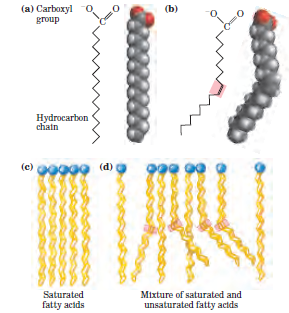 (a) Carboxyl
group
⁻O
O
C
Hydrocarbon
chain
(b)
⁻O
O
C
(c)
(d)
Saturated
fatty acids
Mixture of saturated and
unsaturated fatty acids